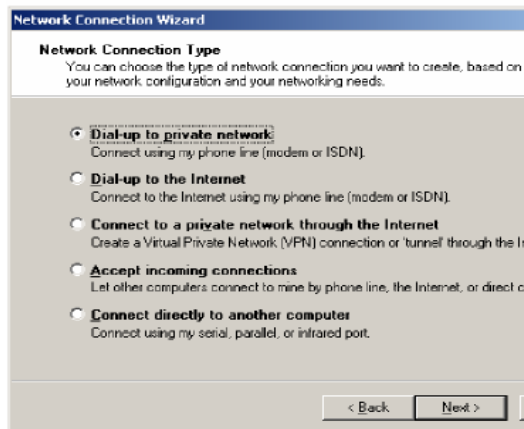 Network Connection Wizard
Network Connection Type
You can choose the type of network connection you want to create, based on
your network configuration and your networking needs.
Dial-up to private network
Connect using my phone line (modem or ISDN).
Dial-up to the Internet
Connect to the Internet using my phone line (modem or ISDN).
Connect to a private network through the Internet
Create a Virtual Private Network (VPN) connection or 'tunnel' through the
Accept incoming connections
Let other computers connect to mine by phone line, the Internet, or direct
Connect directly to another computer
Connect using my serial, parallel, or infrared port.
< Back Next >